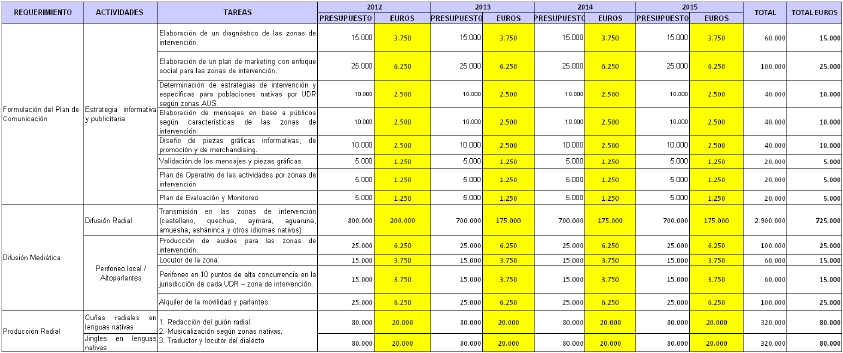 REQUERIMIENTO ACTIVIDADES TAREAS 2012 2013 2014 2015 TOTAL TOTAL EUROS
PRESUPUESTO EUROS PRESUPUESTO EUROS PRESUPUESTO EUROS PRESUPUESTO EUROS
Formulación del Plan de
Comunicación
Estrategia informativa
y publicitaria
Elaboración de un diagnóstico de las zonas de
intervención.
15.000 3.750 15.000 3.750 15.000 3.750 15.000 3.750 60.000 15.000
Elaboración de un plan de marketing con enfoque
social para las zonas de intervención.
25.000 6.250 25.000 6.250 25.000 6.250 25.000 6.250 100.000 25.000
Determinación de estrategias de intervención y
específicas para poblaciones nativas por UDR
según zonas AUS.
10.000 2.500 10.000 2.500 10.000 2.500 10.000 2.500 40.000 10.000
Elaboración de mensajes en base a públicos
según características de las zonas de
intervención.
10.000 2.500 10.000 2.500 10.000 2.500 10.000 2.500 40.000 10.000
Diseño de piezas gráficas informativas, de
promoción y de merchandising.
10.000 2.500 10.000 2.500 10.000 2.500 10.000 2.500 40.000 10.000
Validación de los mensajes y piezas gráficas.
5.000 1.250 5.000 1.250 5.000 1.250 5.000 1.250 20.000 5.000
Plan de Operativo de las actividades por zonas de
intervención
5.000 1.250 5.000 1.250 5.000 1.250 5.000 1.250 20.000 5.000
Plan de Evaluación y Monitoreo
5.000 1.250 5.000 1.250 5.000 1.250 5.000 1.250 20.000 5.000
Difusión Mediática
Difusión Radial
Transmisión en las zonas de intervención
(castellano, quechua, aymara, aguaruna,
amuesha, asháninca y otros idiomas nativos).
800.000 200.000 700.000 175.000 700.000 175.000 700.000 175.000 2.900.000 725.000
Perifoneo local /
Altoparlantes
Producción de audios para las zonas de
intervención.
25.000 6.250 25.000 6.250 25.000 6.250 25.000 6.250 100.000 25.000
Locutor de la zona.
15.000 3.750 15.000 3.750 15.000 3.750 15.000 3.750 60.000 15.000
Perifoneo en 10 puntos de alta concurrencia en la
jurisdicción de cada UDR – zona de intervención.
15.000 3.750 15.000 3.750 15.000 3.750 15.000 3.750 60.000 15.000
Alquiler de la movilidad y parlantes.
25.000 6.250 25.000 6.250 25.000 6.250 25.000 6.250 100.000 25.000
Producción Radial
Cuñas radiales en
lenguas nativas
1. Redacción del guión radial.
2. Musicalización según zonas nativas.
3. Traductor y locutor del dialécto
80.000 20.000 80.000 20.000 80.000 20.000 80.000 20.000 320.000 80.000
Jingles en lenguas
nativas
80.000 20.000 80.000 20.000 80.000 20.000 80.000 20.000 320.000 80.000